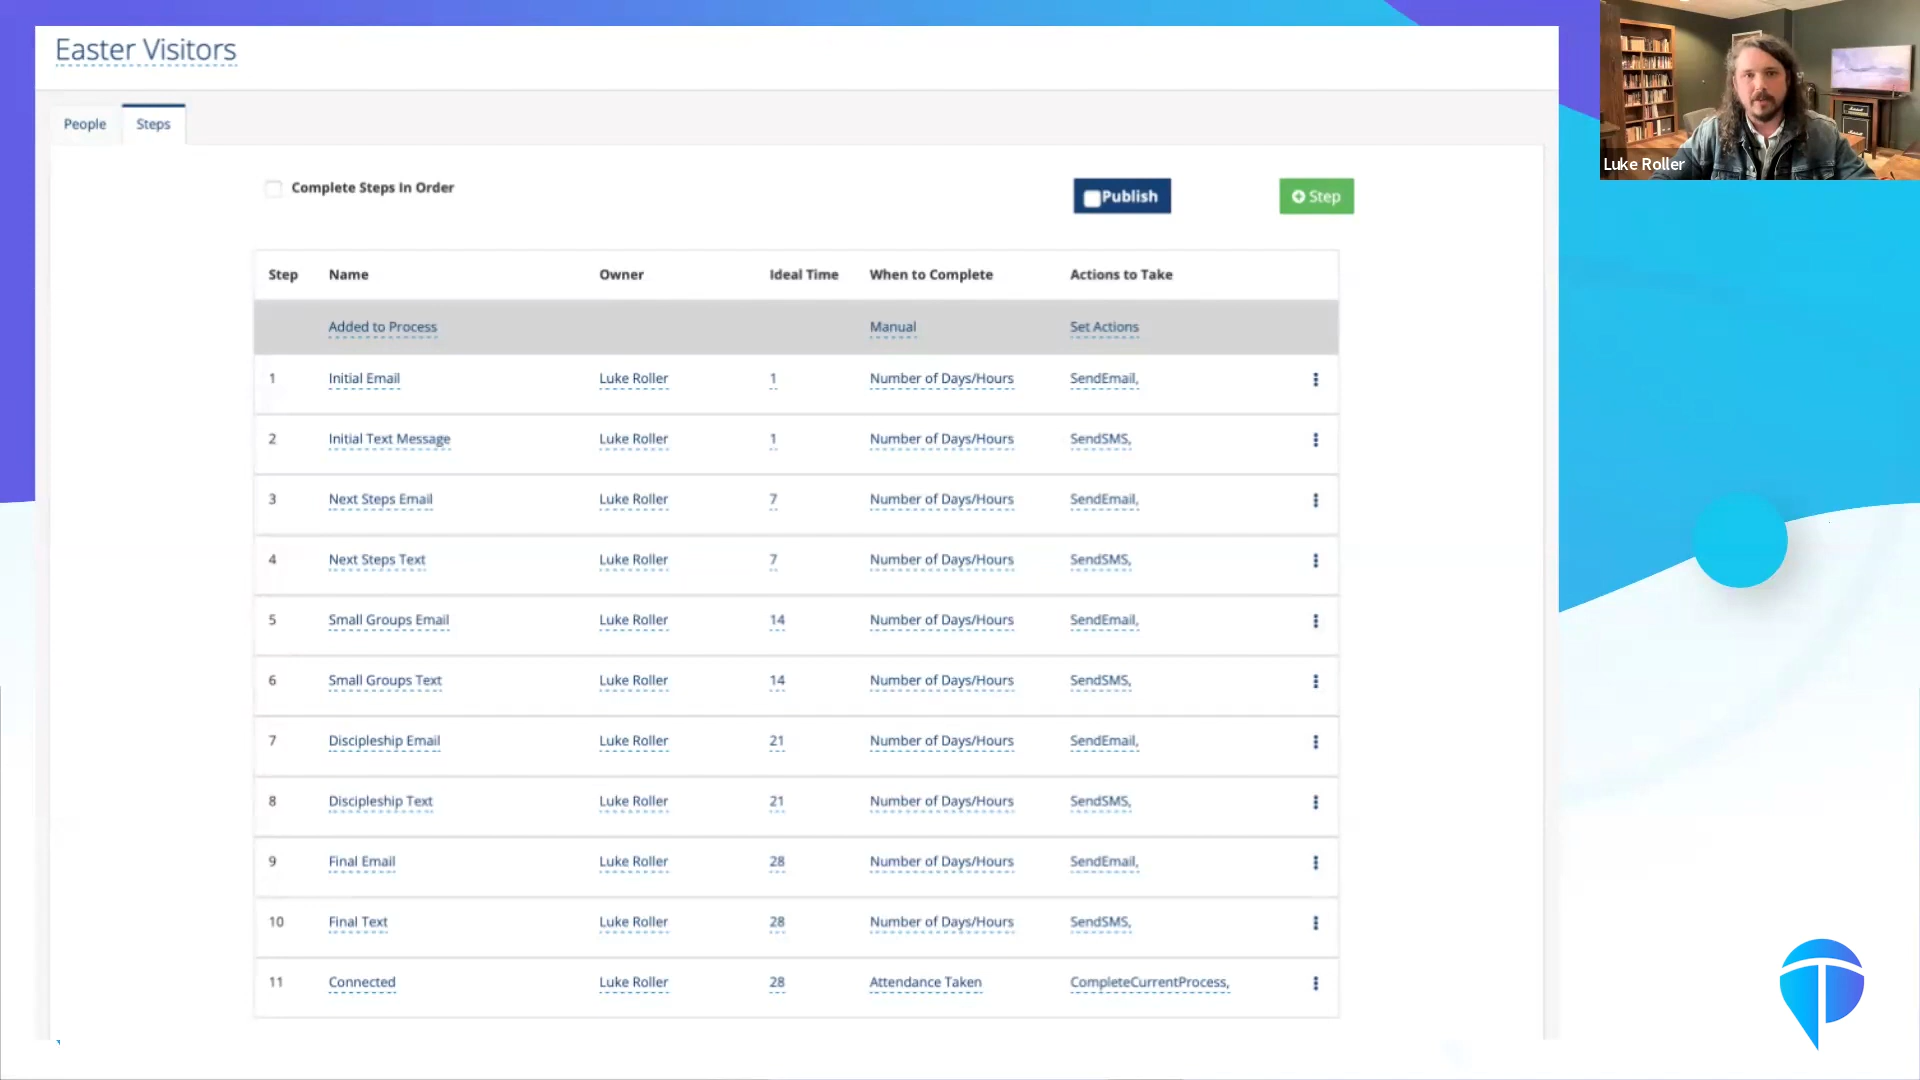 Easter Visitors
People Steps
Complete Steps In Order Publish Step
Step Name Owner Ideal Time When to Complete Actions to Take
Added to Process Manual Set Actions
1 Initial Email Luke Roller 1 Number of Days/Hours SendEmail,
2 Initial Text Message Luke Roller 1 Number of Days/Hours SendSMS,
3 Next Steps Email Luke Roller 7 Number of Days/Hours SendEmail,
4 Next Steps Text Luke Roller 7 Number of Days/Hours SendSMS,
5 Small Groups Email Luke Roller 14 Number of Days/Hours SendEmail,
6 Small Groups Text Luke Roller 14 Number of Days/Hours SendSMS,
7 Discipleship Email Luke Roller 21 Number of Days/Hours SendEmail,
8 Discipleship Text Luke Roller 21 Number of Days/Hours SendSMS,
9 Final Email Luke Roller 28 Number of Days/Hours SendEmail,
10 Final Text Luke Roller 28 Number of Days/Hours SendSMS,
11 Connected Luke Roller 28 Attendance Taken CompleteCurrentProcess,
Luke Roller